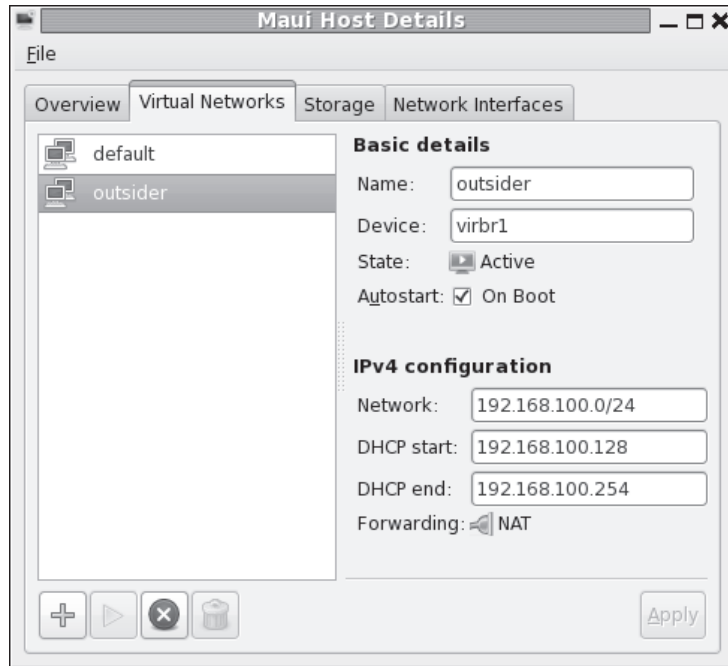 Maui Host Details
File
Overview Virtual Networks Storage Network Interfaces
default
outsider
Basic details
Name: outsider
Device: virbr1
State: Active
Autostart: On Boot
IPv4 configuration
Network: 192.168.100.0/24
DHCP start: 192.168.100.128
DHCP end: 192.168.100.254
Forwarding: NAT
Apply